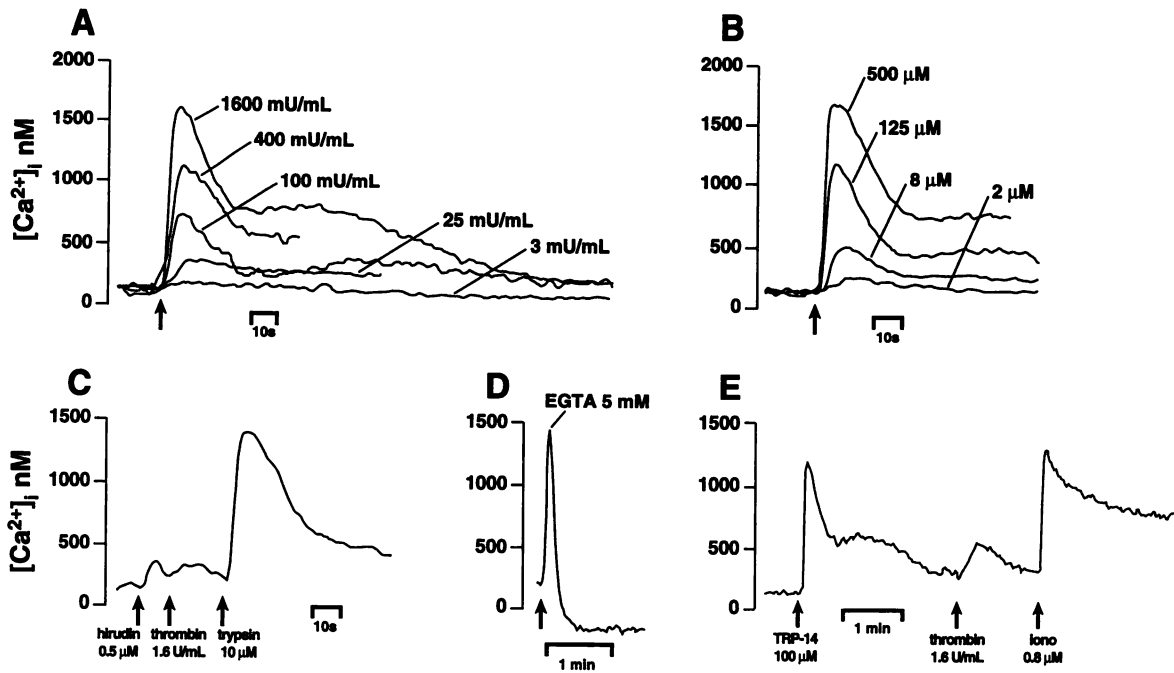 A
2000
1500
1000
500
0
[Ca²⁺]ᵢ nM
1600 mU/mL
400 mU/mL
100 mU/mL
25 mU/mL
3 mU/mL
10s
B
2000
1500
1000
500
0
500 µM
125 µM
8 µM
2 µM
10s
C
1500
1000
500
0
[Ca²⁺]ᵢ nM
hirudin
0.5 µM
thrombin
1.6 U/mL
trypsin
10 µM
10s
D
EGTA 5 mM
1500
1000
500
0
1 min
E
1500
1000
500
0
1 min
TRP-14
100 µM
thrombin
1.6 U/mL
iono
0.8 µM